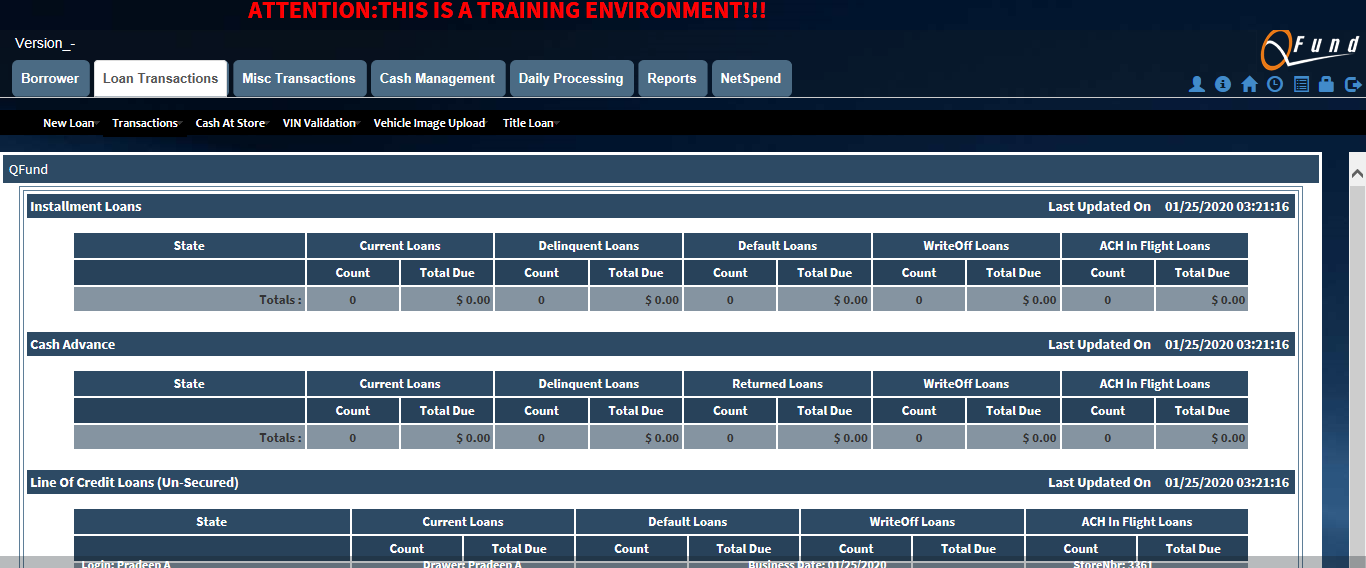 ATTENTION:THIS IS A TRAINING ENVIRONMENT!!!
Version_-
QFund
Borrower Loan Transactions Misc Transactions Cash Management Daily Processing Reports NetSpend
New Loan Transactions Cash At Store VIN Validation Vehicle Image Upload Title Loan
QFund
Installment Loans Last Updated On 01/25/2020 03:21:16
State Current Loans Delinquent Loans Default Loans WriteOff Loans ACH In Flight Loans
Count Total Due Count Total Due Count Total Due Count Total Due Count Total Due
Totals : 0 $ 0.00 0 $ 0.00 0 $ 0.00 0 $ 0.00 0 $ 0.00
Cash Advance Last Updated On 01/25/2020 03:21:16
State Current Loans Delinquent Loans Returned Loans WriteOff Loans ACH In Flight Loans
Count Total Due Count Total Due Count Total Due Count Total Due Count Total Due
Totals : 0 $ 0.00 0 $ 0.00 0 $ 0.00 0 $ 0.00 0 $ 0.00
Line Of Credit Loans (Un-Secured) Last Updated On 01/25/2020 03:21:16
State Current Loans Default Loans WriteOff Loans ACH In Flight Loans
Count Total Due Count Total Due Count Total Due Count Total Due
Login: Pradeep A Drawer: Pradeep A Business Date: 01/25/2020 StoreNbr: 3361